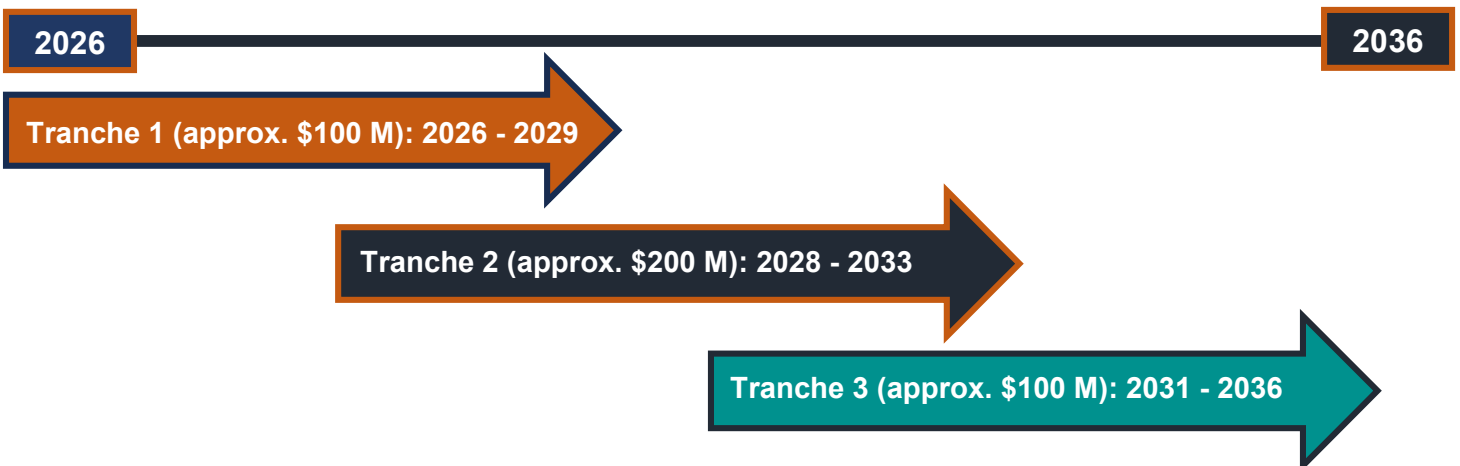 2026
2036
Tranche 1 (approx. $100 M): 2026 - 2029
Tranche 2 (approx. $200 M): 2028 - 2033
Tranche 3 (approx. $100 M): 2031 - 2036